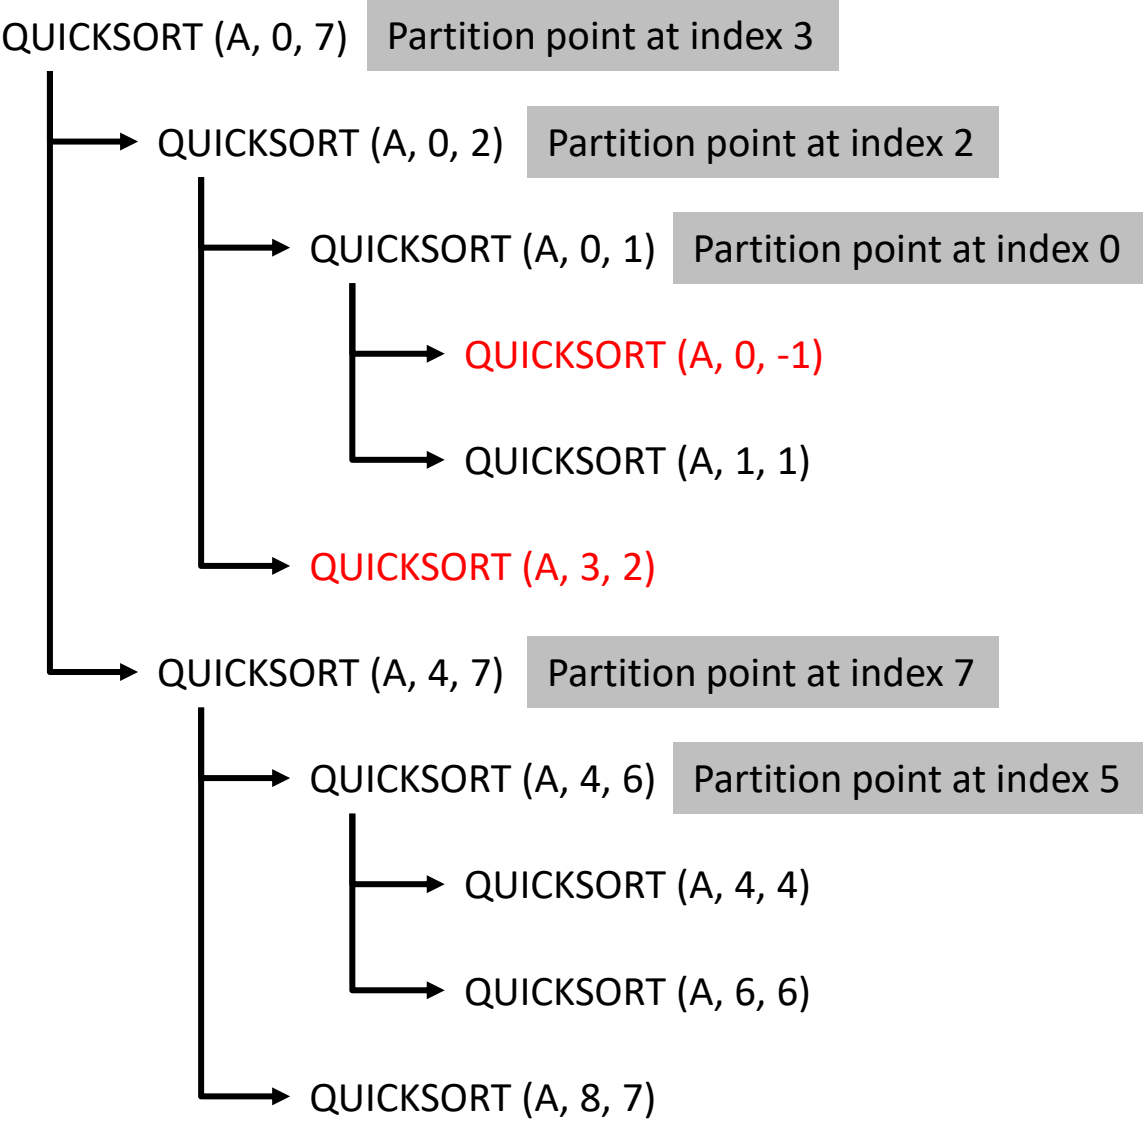 QUICKSORT (A, 0, 7) Partition point at index 3
QUICKSORT (A, 0, 2) Partition point at index 2
QUICKSORT (A, 0, 1) Partition point at index 0
QUICKSORT (A, 0, -1)
QUICKSORT (A, 1, 1)
QUICKSORT (A, 3, 2)
QUICKSORT (A, 4, 7) Partition point at index 7
QUICKSORT (A, 4, 6) Partition point at index 5
QUICKSORT (A, 4, 4)
QUICKSORT (A, 6, 6)
QUICKSORT (A, 8, 7)